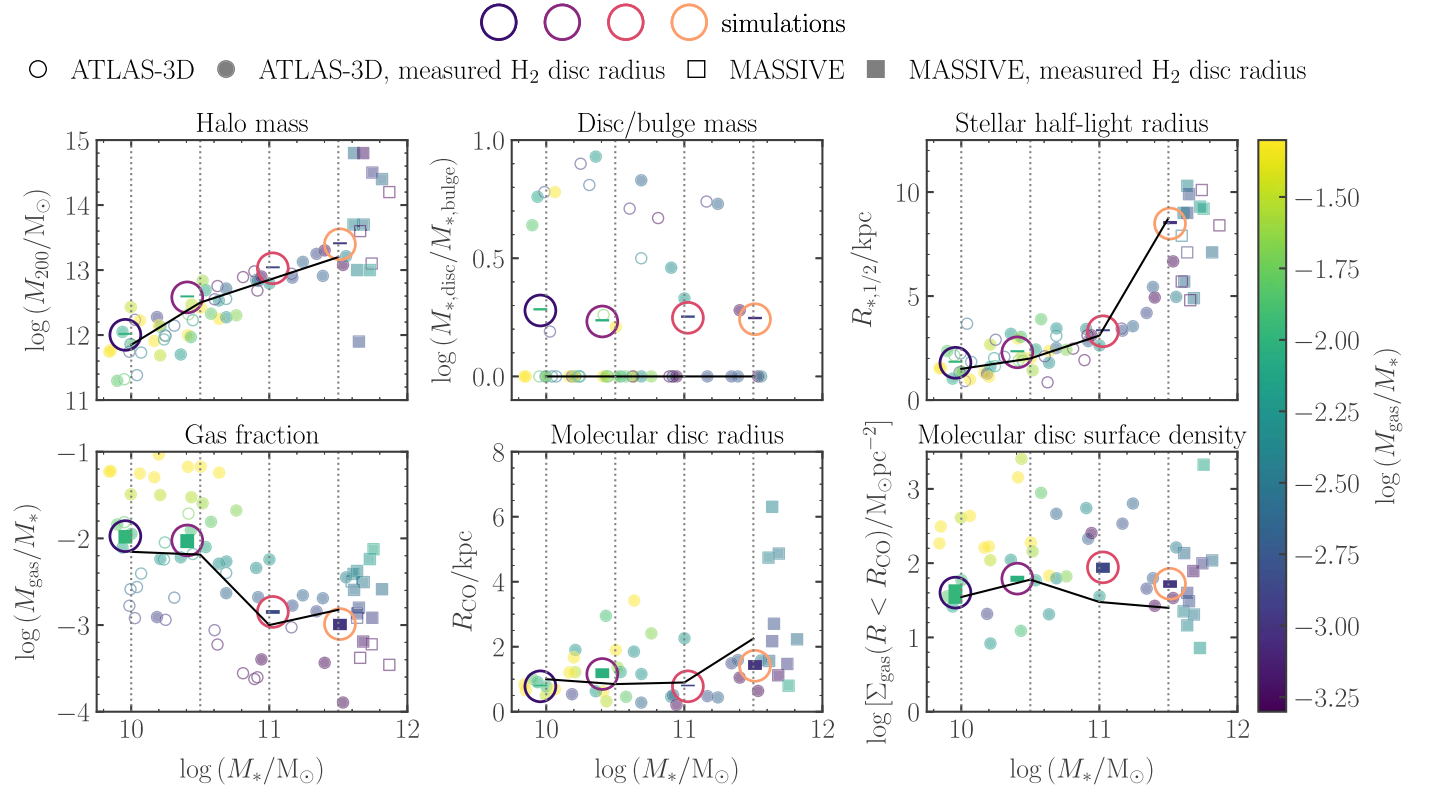 simulations
ATLAS-3D ATLAS-3D, measured H₂ disc radius MASSIVE MASSIVE, measured H₂ disc radius
Halo mass
log (M₂₀₀/M⊙)
15
14
13
12
11
Disc/bulge mass
log (M∗,disc/M∗,bulge)
1.0
0.5
0.0
Stellar half-light radius
R∗,1/2/kpc
10
5
0
Gas fraction
log (Mgas/M∗)
−1
−2
−3
−4
10 11 12
log (M∗/M⊙)
Molecular disc radius
RCO/kpc
8
6
4
2
0
10 11 12
log (M∗/M⊙)
Molecular disc surface density
log [Σgas(R < RCO)/M⊙pc⁻²]
3
2
1
0
10 11 12
log (M∗/M⊙)
−1.50
−1.75
−2.00
−2.25
−2.50
−2.75
−3.00
−3.25
log (Mgas/M∗)